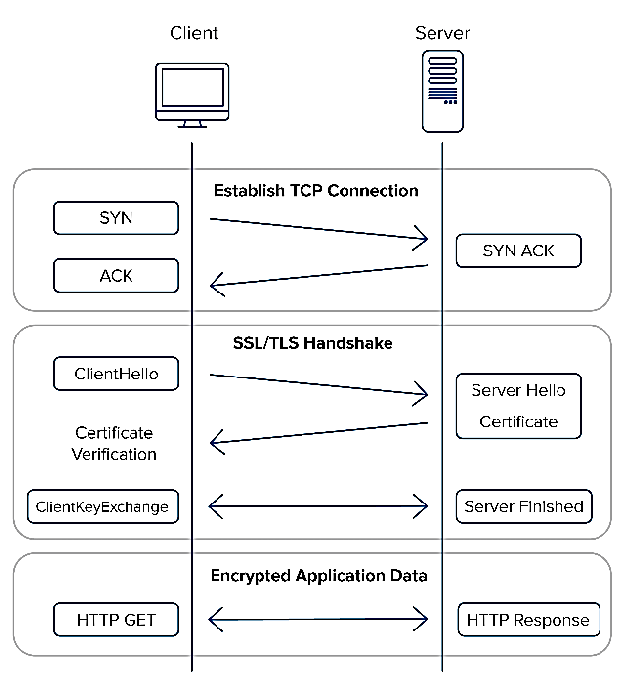 Client
Server
Establish TCP Connection
SYN
SYN ACK
ACK
SSL/TLS Handshake
ClientHello
Server Hello
Certificate
Certificate
Verification
ClientKeyExchange
Server Finished
Encrypted Application Data
HTTP GET
HTTP Response